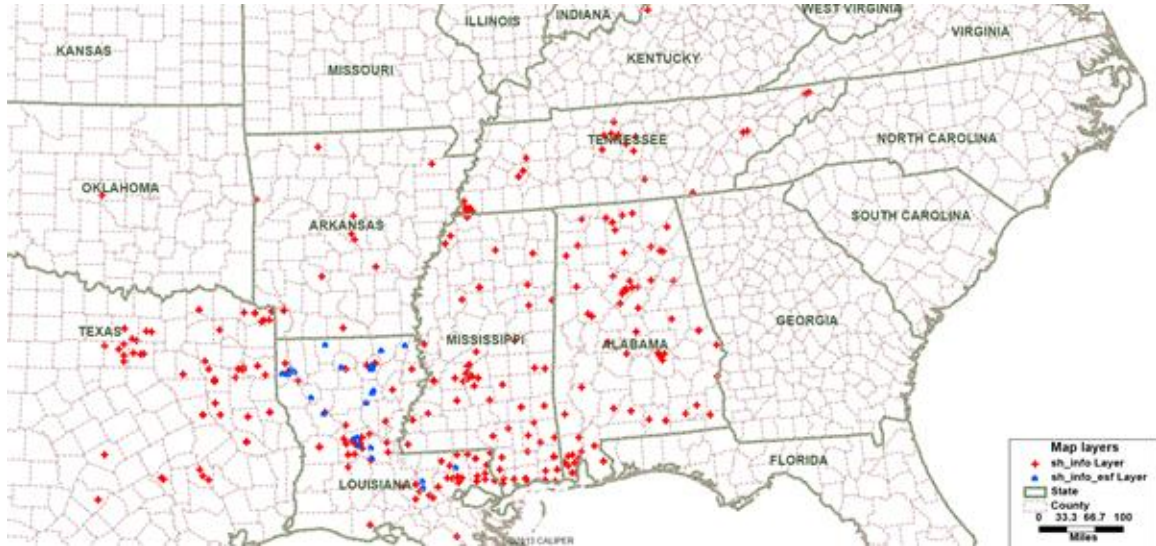 ILLINOIS
INDIANA
WEST VIRGINIA
VIRGINIA
KANSAS
KENTUCKY
MISSOURI
TENNESSEE
NORTH CAROLINA
OKLAHOMA
ARKANSAS
SOUTH CAROLINA
TEXAS
MISSISSIPPI
ALABAMA
GEORGIA
LOUISIANA
FLORIDA
Map layers
sh_info Layer
sh_info_esf Layer
State
County
0 33.3 66.7 100
Miles
CALIPER